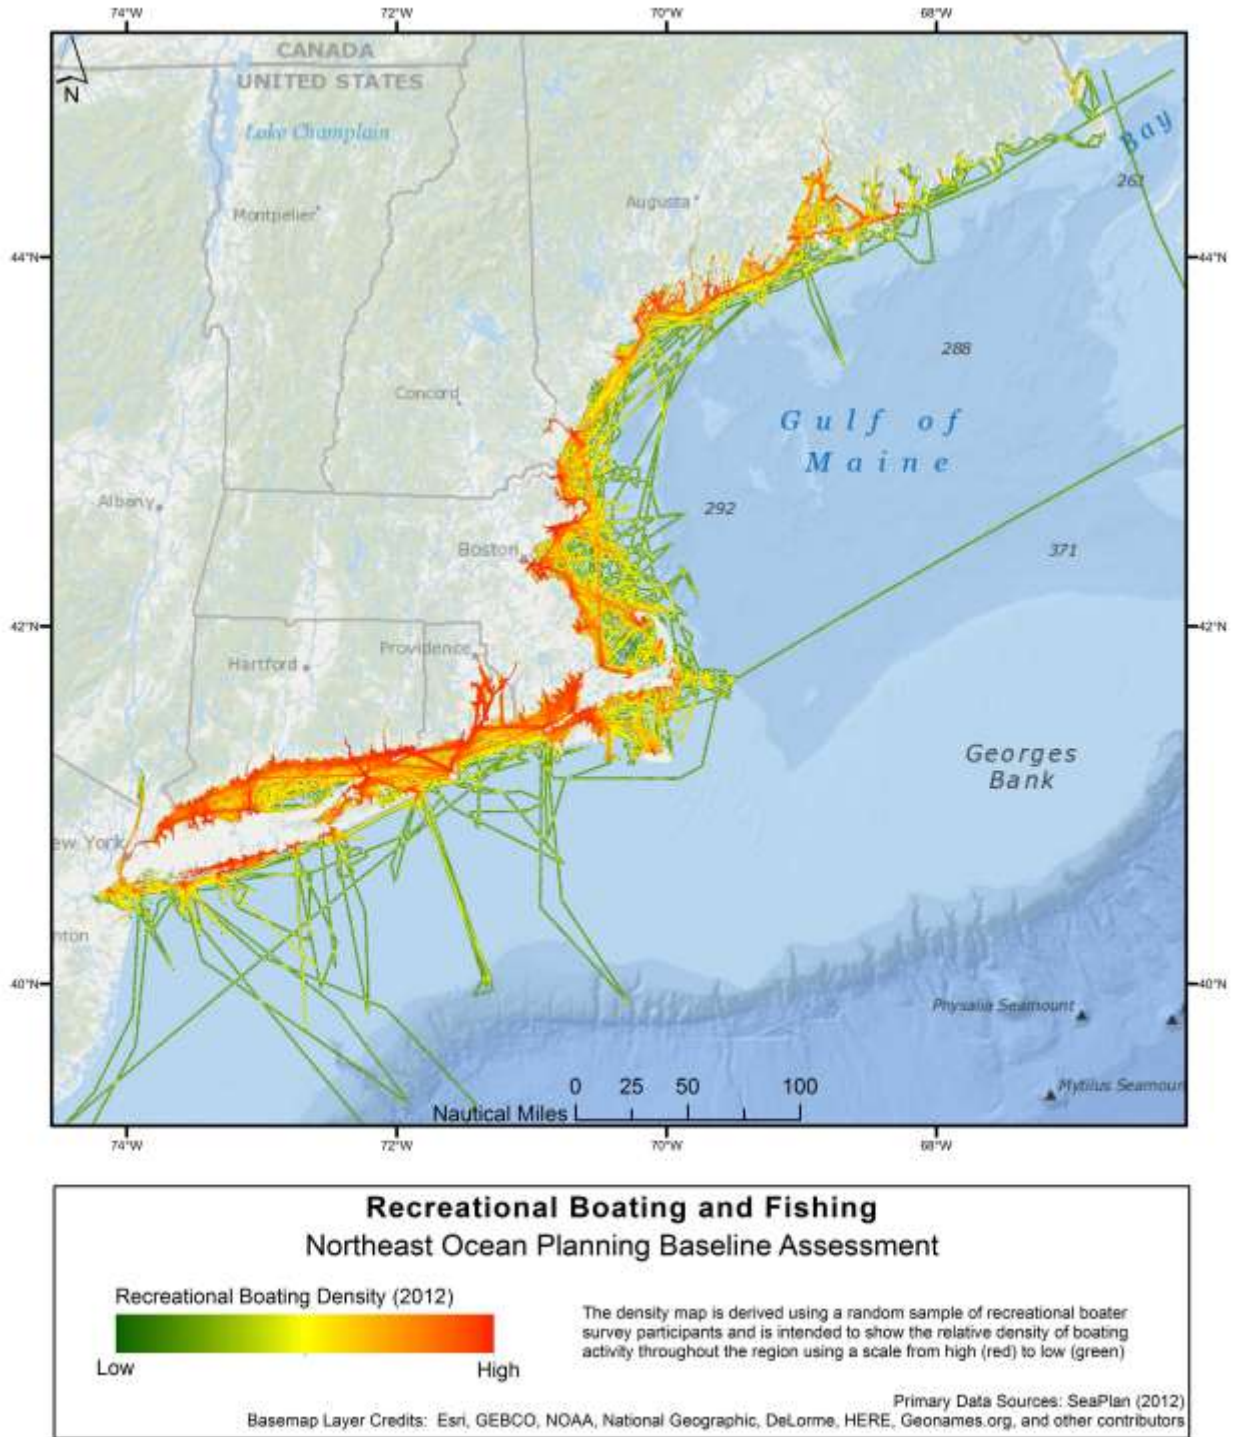 74°W 72°W 70°W 68°W
CANADA
UNITED STATES
N
Lake Champlain
Bay
261
Augusta
Montpelier
44°N 44°N
288
Concord
Gulf of
Maine
Albany
292
Boston
371
42°N 42°N
Providence
Hartford
Georges
Bank
ew York
nton
40°N 40°N
Physalia Seamount
0 25 50 100
Mytilus Seamoun
Nautical Miles
74°W 72°W 70°W 68°W
Recreational Boating and Fishing
Northeast Ocean Planning Baseline Assessment
Recreational Boating Density (2012)
Low High
The density map is derived using a random sample of recreational boater
survey participants and is intended to show the relative density of boating
activity throughout the region using a scale from high (red) to low (green)
Primary Data Sources: SeaPlan (2012)
Basemap Layer Credits: Esri, GEBCO, NOAA, National Geographic, DeLorme, HERE, Geonames.org, and other contributors